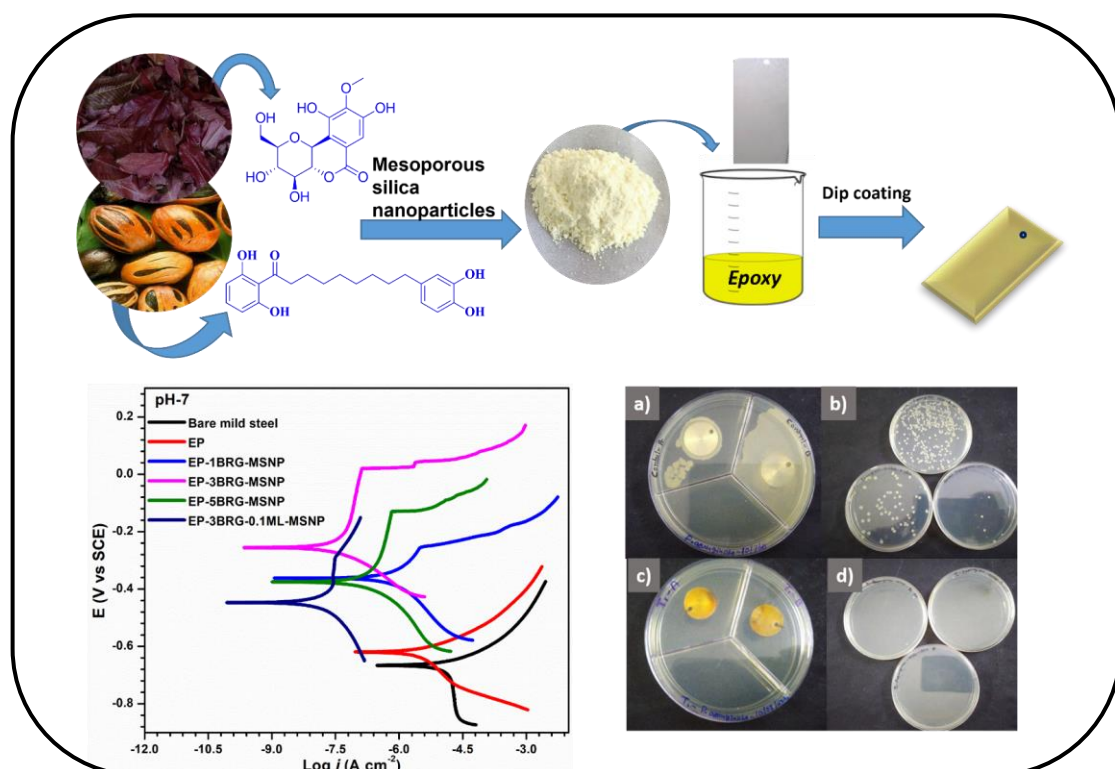 HO
HO
O
OH
O
HO
O
HO
O
Mesoporous
silica
nanoparticles
Dip coating
Epoxy
OH
O
OH
OH
OH
pH-7
Bare mild steel
EP
EP-1BRG-MSNP
EP-3BRG-MSNP
EP-5BRG-MSNP
EP-3BRG-0.1ML-MSNP
E (V vs SCE)
0.2
0.0
-0.2
-0.4
-0.6
-0.8
-12.0 -10.5 -9.0 -7.5 -6.0 -4.5 -3.0
Log i (A cm⁻²)
a)
b)
c)
d)